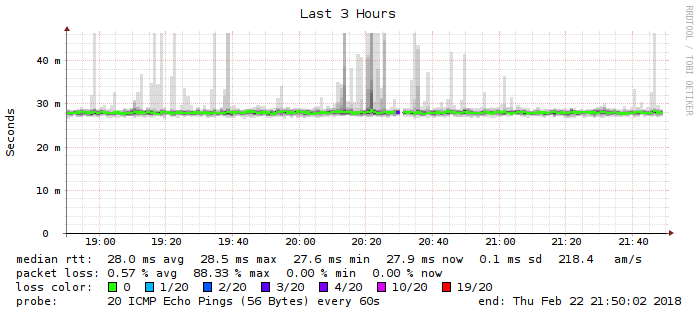 Last 3 Hours
RRDTOOL / TOBI OETIKER
Seconds
40 m
30 m
20 m
10 m
0
19:00 19:20 19:40 20:00 20:20 20:40 21:00 21:20 21:40
median rtt: 28.0 ms avg 28.5 ms max 27.6 ms min 27.9 ms now 0.1 ms sd 218.4 am/s
packet loss: 0.57 % avg 88.33 % max 0.00 % min 0.00 % now
loss color: 0 1/20 2/20 3/20 4/20 10/20 19/20
probe: 20 ICMP Echo Pings (56 Bytes) every 60s end: Thu Feb 22 21:50:02 2018